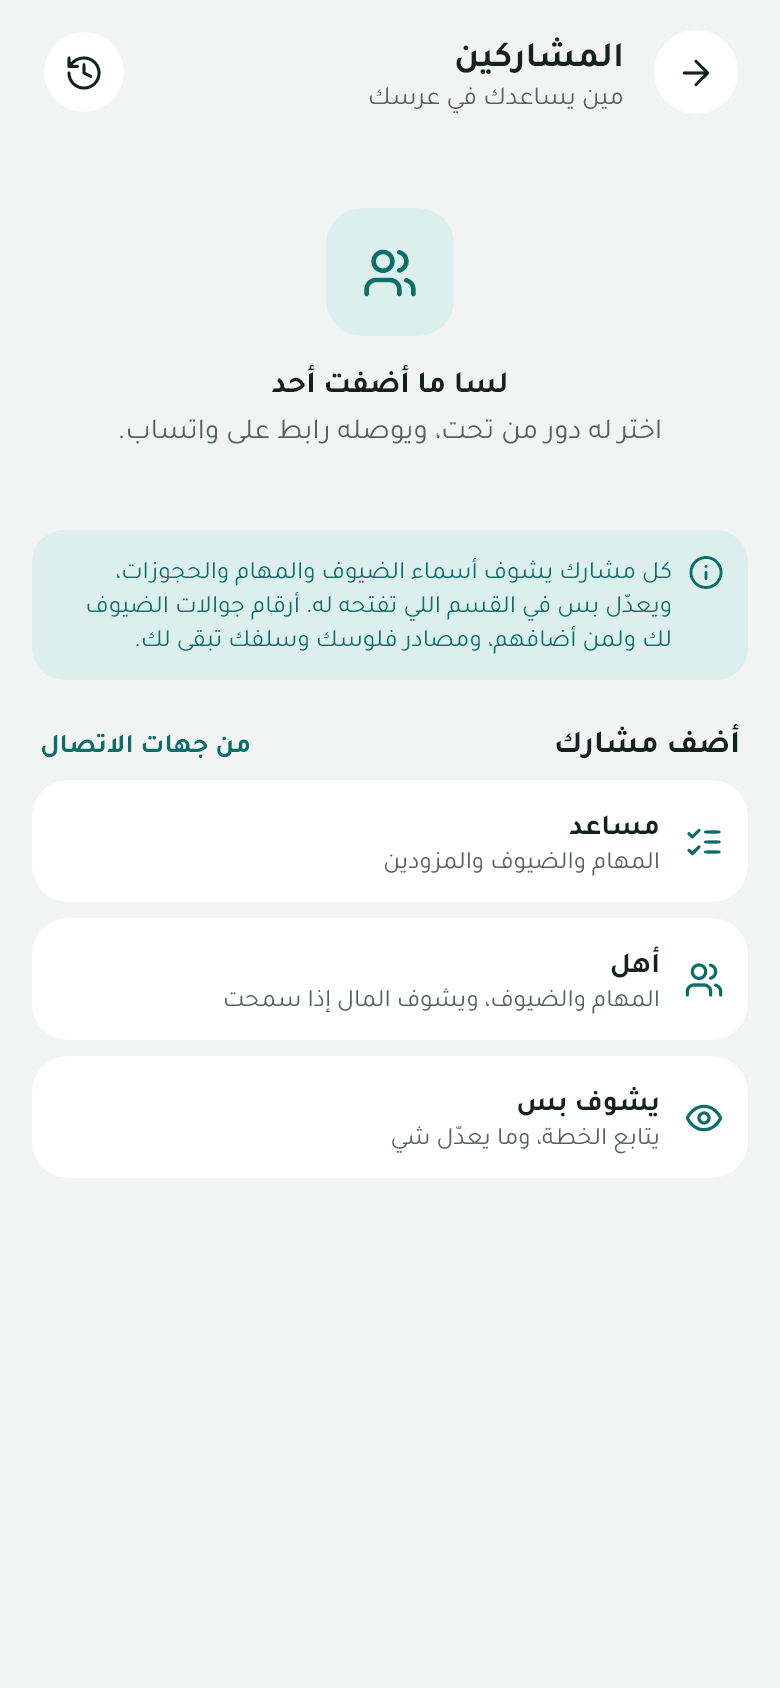 المشاركين
مين يساعدك في عرسك
لسا ما أضفت أحد
اختر له دور من تحت، ويوصله رابط على واتساب.
كل مشارك يشوف أسماء الضيوف والمهام والحجوزات،
ويعدّل بس في القسم اللي تفتحه له. أرقام جوالات الضيوف
لك ولمن أضافهم، ومصادر فلوسك وسلفك تبقى لك.
أضف مشارك
من جهات الاتصال
مساعد
المهام والضيوف والمزودين
أهل
المهام والضيوف، ويشوف المال إذا سمحت
يشوف بس
يتابع الخطة، وما يعدّل شي